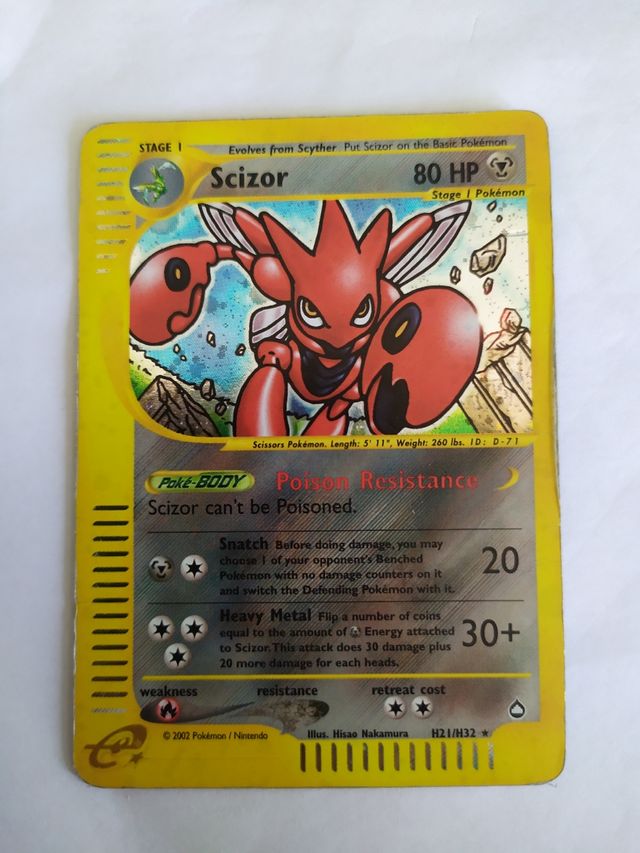 STAGE 1
Evolves from Scyther Put Scizor on the Basic Pokémon
Scizor 80 HP
Stage 1 Pokémon
Scissors Pokémon. Length: 5' 11", Weight: 260 lbs. ID: D-71
Poké-BODY Poison Resistance
Scizor can't be Poisoned.
Snatch Before doing damage, you may
choose 1 of your opponent's Benched
Pokémon with no damage counters on it
and switch the Defending Pokémon with it.
20
Heavy Metal Flip a number of coins
equal to the amount of Energy attached
to Scizor. This attack does 30 damage plus
20 more damage for each heads.
30+
weakness resistance retreat cost
© 2002 Pokémon / Nintendo Illus. Hisao Nakamura H21/H32 ★
e